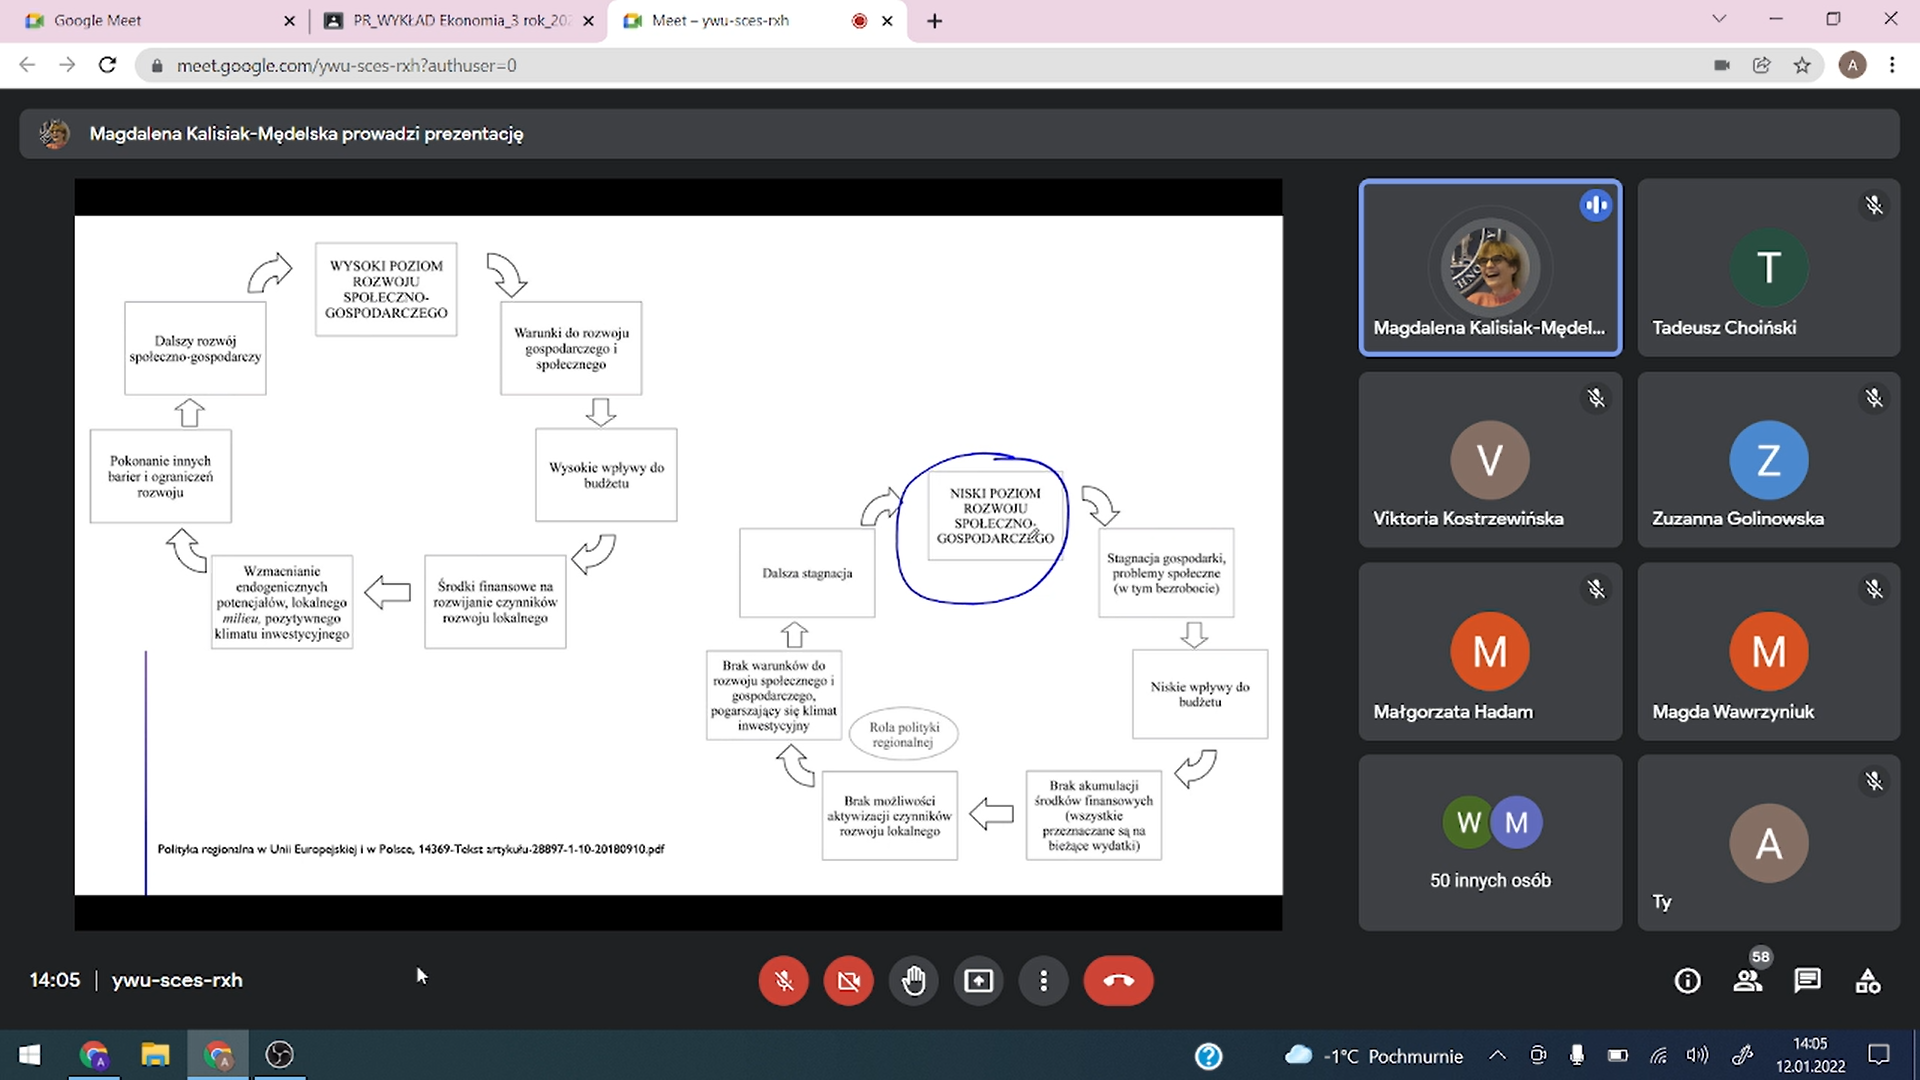 Google Meet
PR_WYKŁAD Ekonomia_3 rok_202
Meet – ywu-sces-rxh
meet.google.com/ywu-sces-rxh?authuser=0
A
Magdalena Kalisiak-Mędelska prowadzi prezentację
WYSOKI POZIOM
ROZWOJU
SPOŁECZNO-
GOSPODARCZEGO
Warunki do rozwoju
gospodarczego i
społecznego
Wysokie wpływy do
budżetu
Środki finansowe na
rozwijanie czynników
rozwoju lokalnego
Wzmacnianie
endogenicznych
potencjałów, lokalnego
milieu, pozytywnego
klimatu inwestycyjnego
Pokonanie innych
barier i ograniczeń
rozwoju
Dalszy rozwój
społeczno-gospodarczy
NISKI POZIOM
ROZWOJU
SPOŁECZNO-
GOSPODARCZEGO
Stagnacja gospodarki,
problemy społeczne
(w tym bezrobocie)
Niskie wpływy do
budżetu
Brak akumulacji
środków finansowych
(wszystkie
przeznaczane są na
bieżące wydatki)
Brak możliwości
aktywizacji czynników
rozwoju lokalnego
Brak warunków do
rozwoju społecznego i
gospodarczego,
pogarszający się klimat
inwestycyjny
Dalsza stagnacja
Rola polityki
regionalnej
Polityka regionalna w Unii Europejskiej i w Polsce, 14369-Tekst artykułu-28897-1-10-20180910.pdf
Magdalena Kalisiak-Mędel...
T
Tadeusz Choiński
V
Viktoria Kostrzewińska
Z
Zuzanna Golinowska
M
Małgorzata Hadam
M
Magda Wawrzyniuk
W M
50 innych osób
A
Ty
14:05 | ywu-sces-rxh
58
-1°C Pochmurnie
14:05
12.01.2022